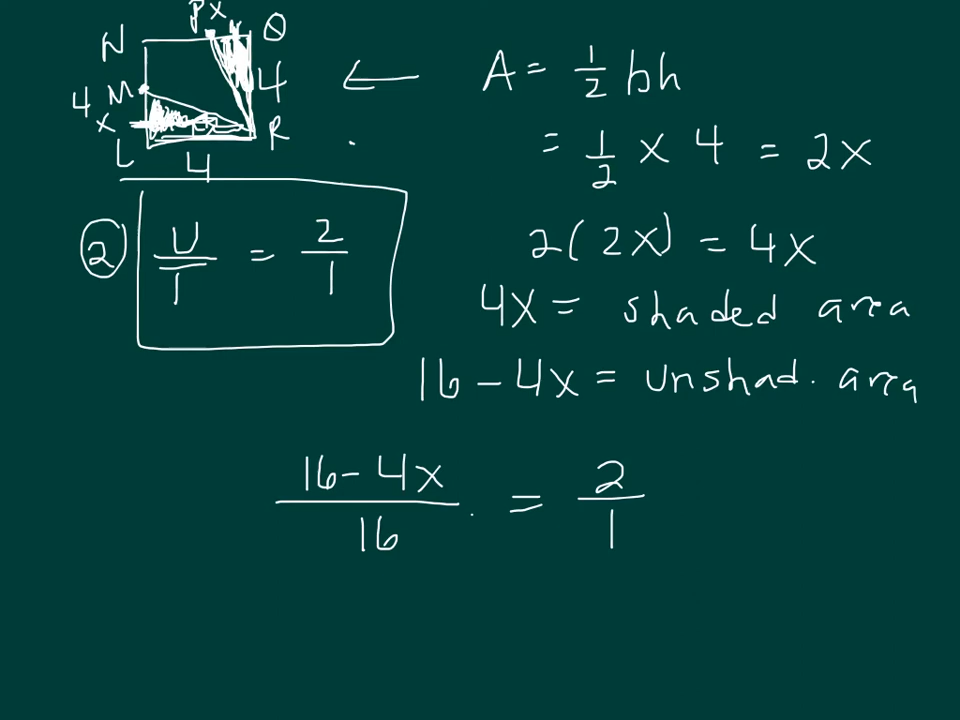 P X Q
N
4 M 4
X R
L 4
A = 1/2 bh
= 1/2 x 4 = 2x
2(2x) = 4x
4x = shaded area
16 - 4x = unshad. area
② U/1 = 2/1
16 - 4x / 16 = 2/1